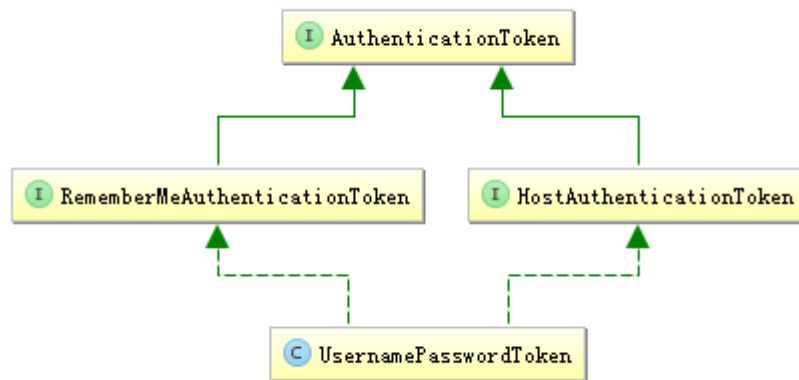 I AuthenticationToken
I RememberMeAuthenticationToken
I HostAuthenticationToken
C UsernamePasswordToken